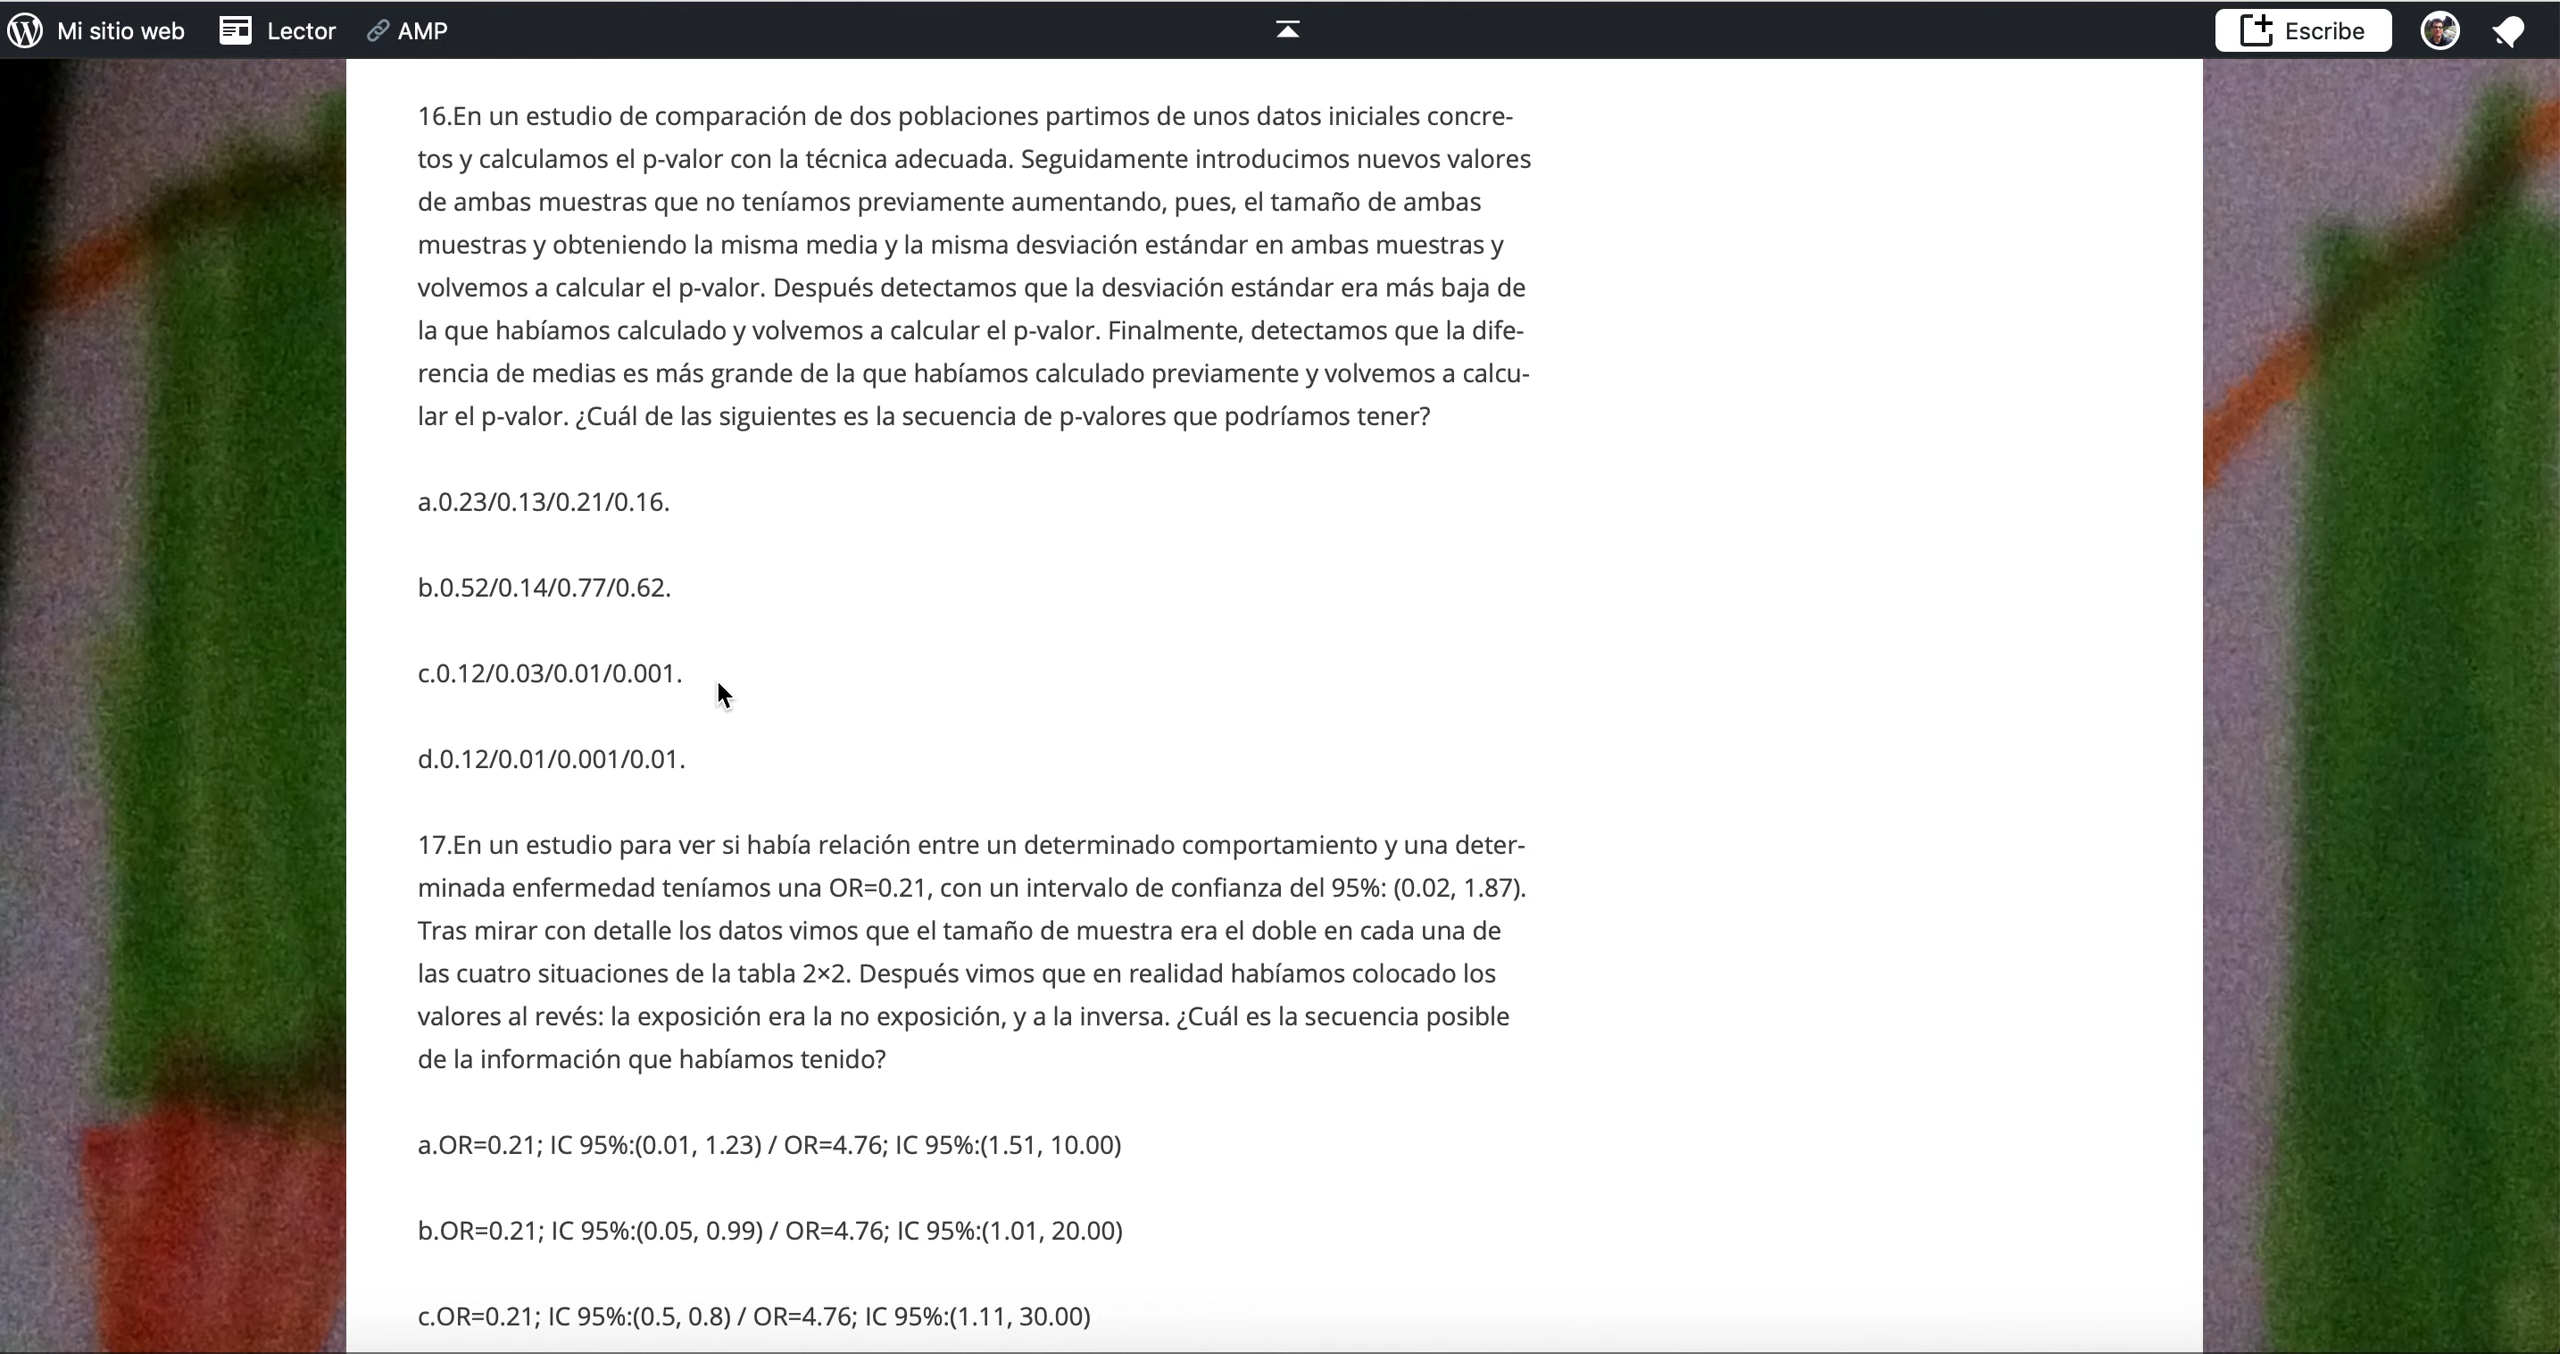 Mi sitio web
Lector
AMP
Escribe
16.En un estudio de comparación de dos poblaciones partimos de unos datos iniciales concre-
tos y calculamos el p-valor con la técnica adecuada. Seguidamente introducimos nuevos valores
de ambas muestras que no teníamos previamente aumentando, pues, el tamaño de ambas
muestras y obteniendo la misma media y la misma desviación estándar en ambas muestras y
volvemos a calcular el p-valor. Después detectamos que la desviación estándar era más baja de
la que habíamos calculado y volvemos a calcular el p-valor. Finalmente, detectamos que la dife-
rencia de medias es más grande de la que habíamos calculado previamente y volvemos a calcu-
lar el p-valor. ¿Cuál de las siguientes es la secuencia de p-valores que podríamos tener?
a.0.23/0.13/0.21/0.16.
b.0.52/0.14/0.77/0.62.
c.0.12/0.03/0.01/0.001.
d.0.12/0.01/0.001/0.01.
17.En un estudio para ver si había relación entre un determinado comportamiento y una deter-
minada enfermedad teníamos una OR=0.21, con un intervalo de confianza del 95%: (0.02, 1.87).
Tras mirar con detalle los datos vimos que el tamaño de muestra era el doble en cada una de
las cuatro situaciones de la tabla 2×2. Después vimos que en realidad habíamos colocado los
valores al revés: la exposición era la no exposición, y a la inversa. ¿Cuál es la secuencia posible
de la información que habíamos tenido?
a.OR=0.21; IC 95%:(0.01, 1.23) / OR=4.76; IC 95%:(1.51, 10.00)
b.OR=0.21; IC 95%:(0.05, 0.99) / OR=4.76; IC 95%:(1.01, 20.00)
c.OR=0.21; IC 95%:(0.5, 0.8) / OR=4.76; IC 95%:(1.11, 30.00)